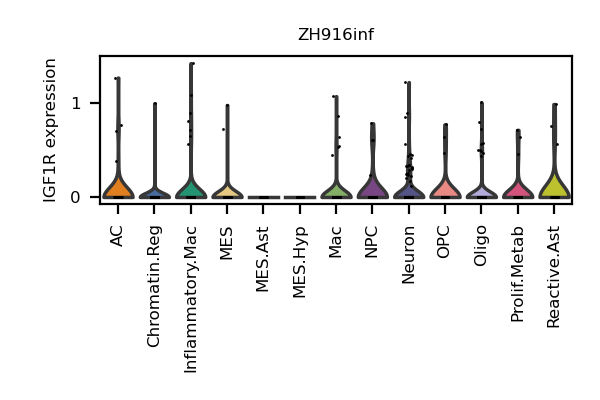 ZH916inf
IGF1R expression
1
0
AC
Chromatin.Reg
Inflammatory.Mac
MES
MES.Ast
MES.Hyp
Mac
NPC
Neuron
OPC
Oligo
Prolif.Metab
Reactive.Ast